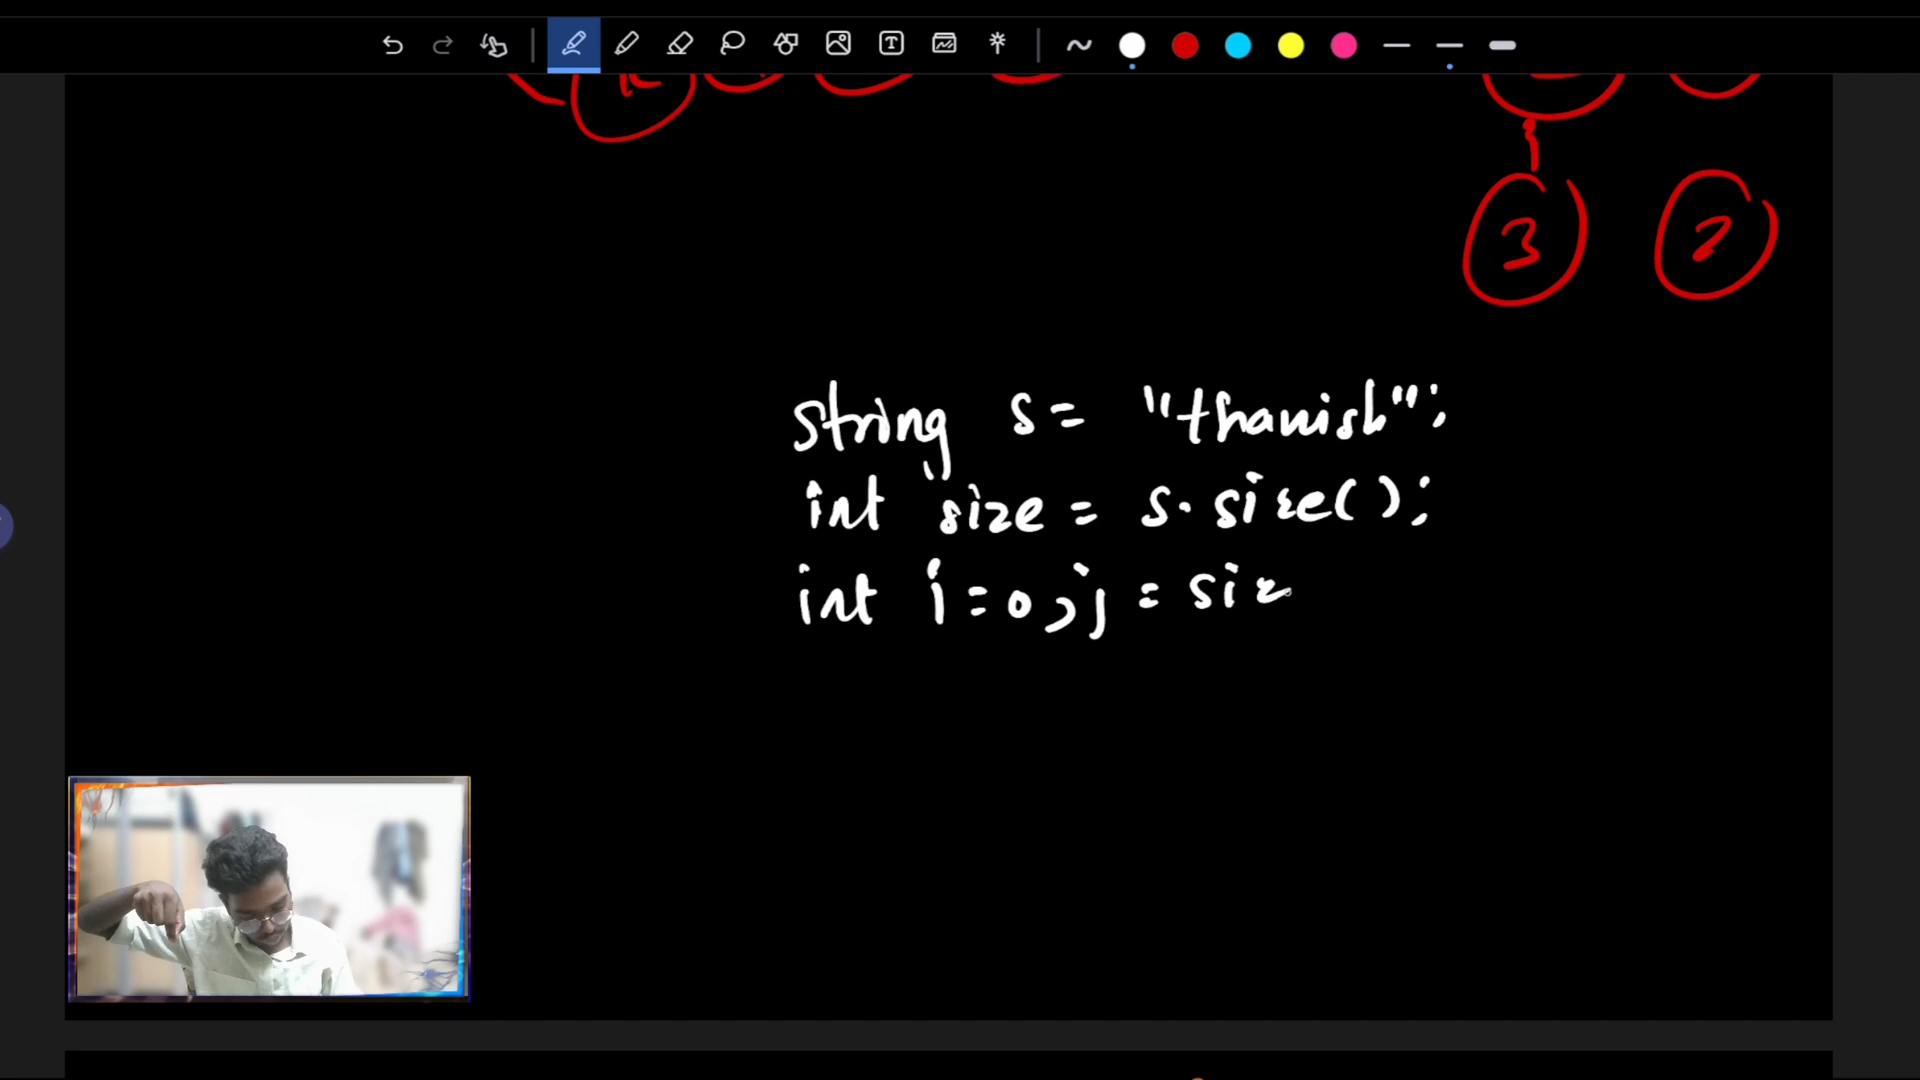 3 2
string s= "thanish";
int size = s.size();
int i=0,j = siz